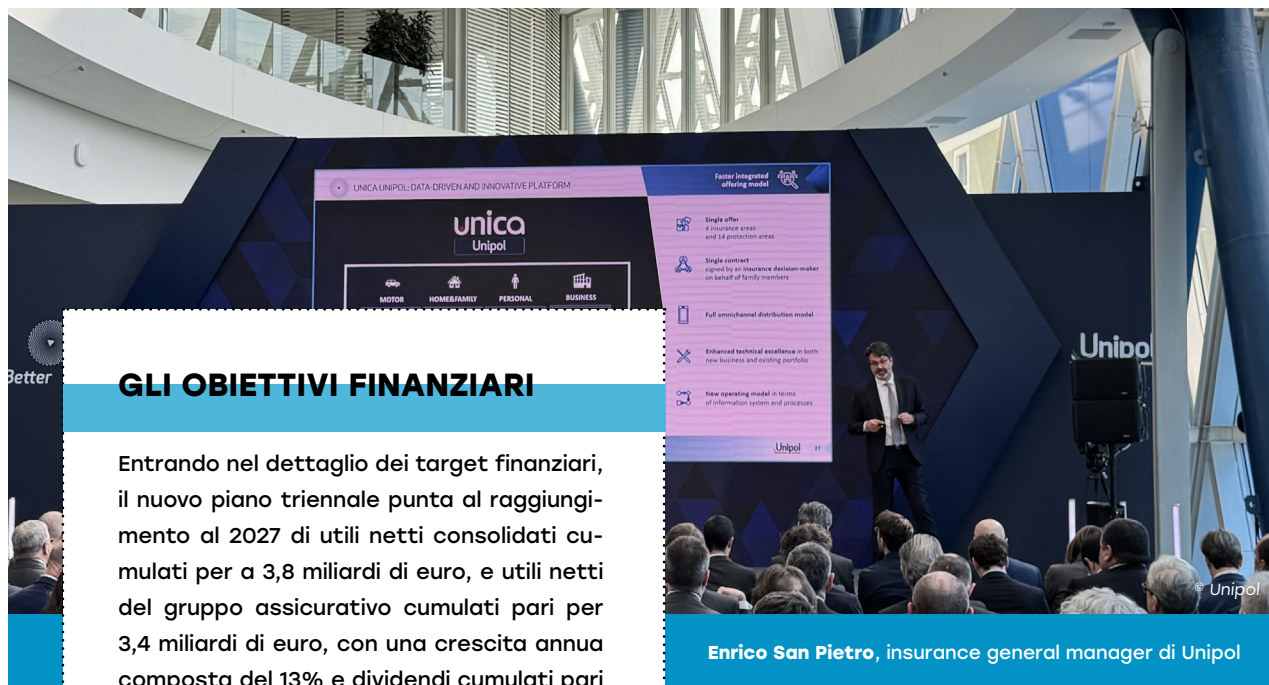 UNICA UNIPOL: DATA-DRIVEN AND INNOVATIVE PLATFORM
Faster integrated
offering model
unica
Unipol
MOTOR
HOME&FAMILY
PERSONAL
BUSINESS
Single offer
4 insurance areas
and 14 protection areas
Single contract
signed by an insurance decision-maker
on behalf of family members
Full omnichannel distribution model
Enhanced technical excellence in both
new business and existing portfolio
New operating model in terms
of information system and processes
Unipol 27
Better
Unipol
GLI OBIETTIVI FINANZIARI
Entrando nel dettaglio dei target finanziari,
il nuovo piano triennale punta al raggiungi-
mento al 2027 di utili netti consolidati cu-
mulati per a 3,8 miliardi di euro, e utili netti
del gruppo assicurativo cumulati pari per
3,4 miliardi di euro, con una crescita annua
composta del 13% e dividendi cumulati pari
© Unipol
Enrico San Pietro, insurance general manager di Unipol